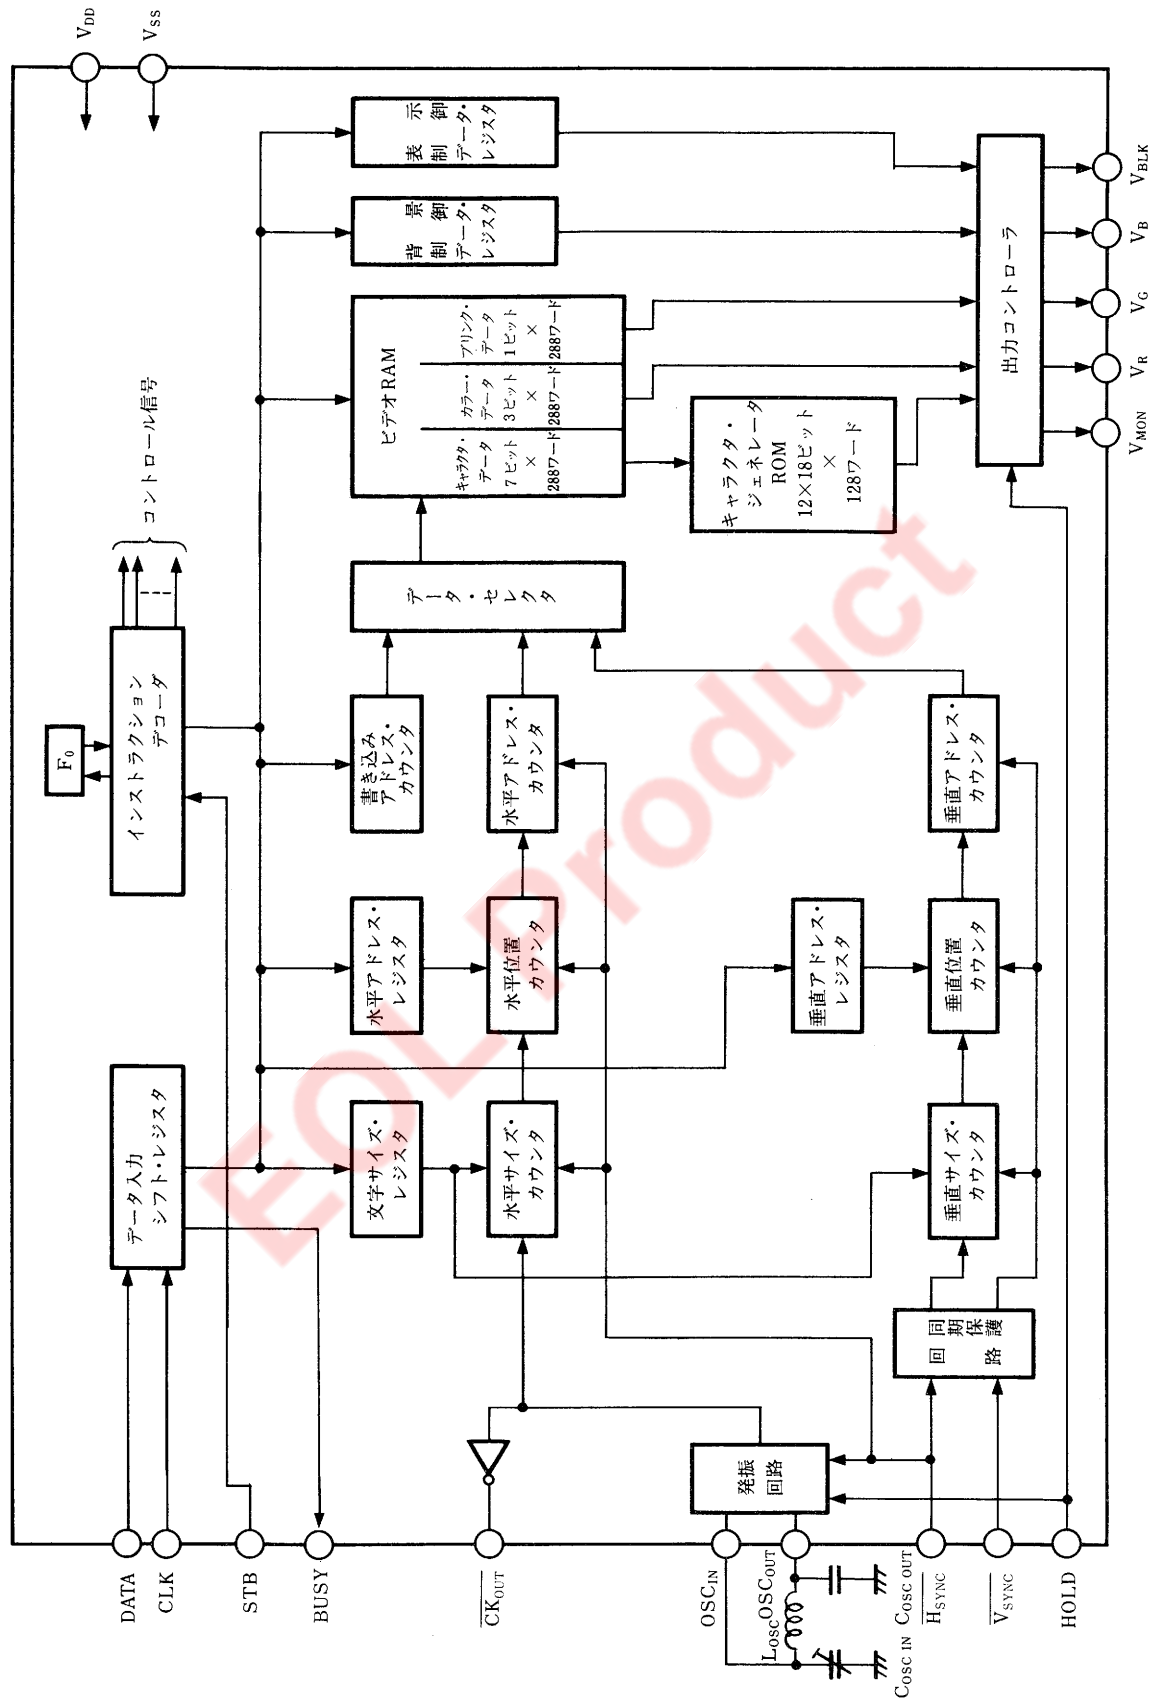 DATA
CLK
STB
BUSY
CKOUT
OSCIN
OSCOUT
LOSC
COSC IN
COSC OUT
HSYNC
VSYNC
HOLD
VDD
VSS
データ入力
シフト・レジスタ
インストラクション
デコーダ
F0
コントロール信号
文字サイズ・
レジスタ
水平アドレス・
レジスタ
書き込み
アドレス・
カウンタ
水平サイズ・
カウンタ
水平位置
カウンタ
水平アドレス・
カウンタ
データ・セレクタ
ビデオRAM
キャラクタ・
データ
7ビット
×
288ワード
カラー・
データ
3ビット
×
288ワード
ブリンク・
データ
1ビット
×
288ワード
背景
制御
データ・
レジスタ
表示
制御
データ・
レジスタ
キャラクタ・
ジェネレータ
ROM
12×18ビット
×
128ワード
垂直アドレス・
レジスタ
垂直サイズ・
カウンタ
垂直位置
カウンタ
垂直アドレス・
カウンタ
発振
回路
同期保護
回路
出力コントローラ
VMON
VR
VG
VB
VBLK
EOL Product